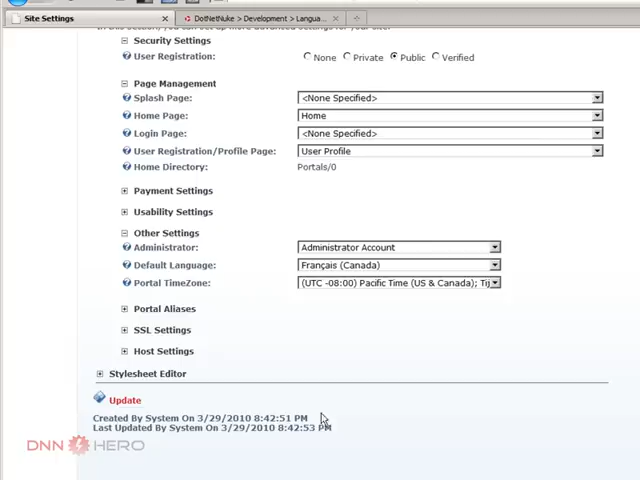 Site Settings
DotNetNuke > Development > Langua...
Security Settings
User Registration:
None Private Public Verified
Page Management
Splash Page:
<None Specified>
Home Page:
Home
Login Page:
<None Specified>
User Registration/Profile Page:
User Profile
Home Directory:
Portals/0
Payment Settings
Usability Settings
Other Settings
Administrator:
Administrator Account
Default Language:
Français (Canada)
Portal TimeZone:
(UTC -08:00) Pacific Time (US & Canada); Tij
Portal Aliases
SSL Settings
Host Settings
Stylesheet Editor
Update
Created By System On 3/29/2010 8:42:51 PM
Last Updated By System On 3/29/2010 8:42:53 PM
DNN HERO